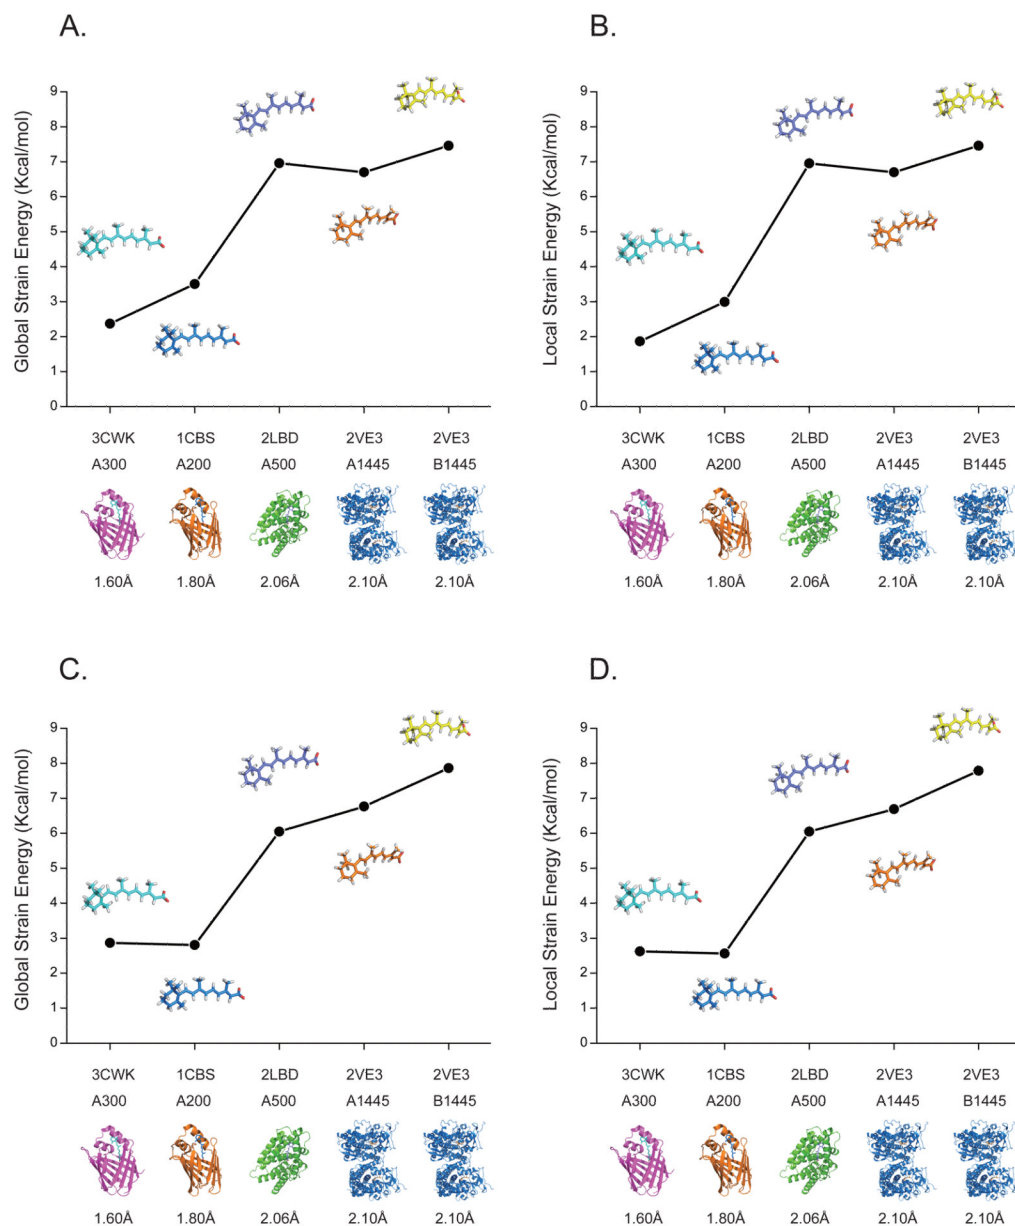 A.
Global Strain Energy (Kcal/mol)
9
8
7
6
5
4
3
2
1
0
3CWK 1CBS 2LBD 2VE3 2VE3
A300 A200 A500 A1445 B1445
1.60Å 1.80Å 2.06Å 2.10Å 2.10Å
B.
Local Strain Energy (Kcal/mol)
9
8
7
6
5
4
3
2
1
0
3CWK 1CBS 2LBD 2VE3 2VE3
A300 A200 A500 A1445 B1445
1.60Å 1.80Å 2.06Å 2.10Å 2.10Å
C.
Global Strain Energy (Kcal/mol)
9
8
7
6
5
4
3
2
1
0
3CWK 1CBS 2LBD 2VE3 2VE3
A300 A200 A500 A1445 B1445
1.60Å 1.80Å 2.06Å 2.10Å 2.10Å
D.
Local Strain Energy (Kcal/mol)
9
8
7
6
5
4
3
2
1
0
3CWK 1CBS 2LBD 2VE3 2VE3
A300 A200 A500 A1445 B1445
1.60Å 1.80Å 2.06Å 2.10Å 2.10Å